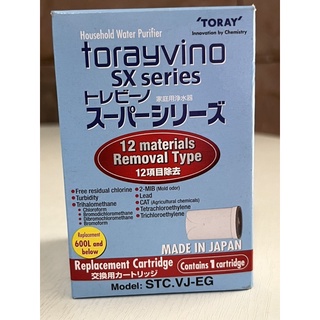 Household Water Purifier
'TORAY'
Innovation by Chemistry
torayvino
SX series
トレビーノ 家庭用浄水器
スーパーシリーズ
12 materials
Removal Type
12項目除去
• Free residual chlorine
• Turbidity
• Trihalomethane
• Chloroform
• Bromodichloromethane
• Dibromochloromethane
• Bromoform
• 2-MIB (Mold odor)
• Lead
• CAT (Agricultural chemicals)
• Tetrachloroethylene
• Trichloroethylene
Replacement
600L and
below
MADE IN JAPAN
Replacement Cartridge
交換用カートリッジ
Contains 1 cartridge
Model: STC.VJ-EG